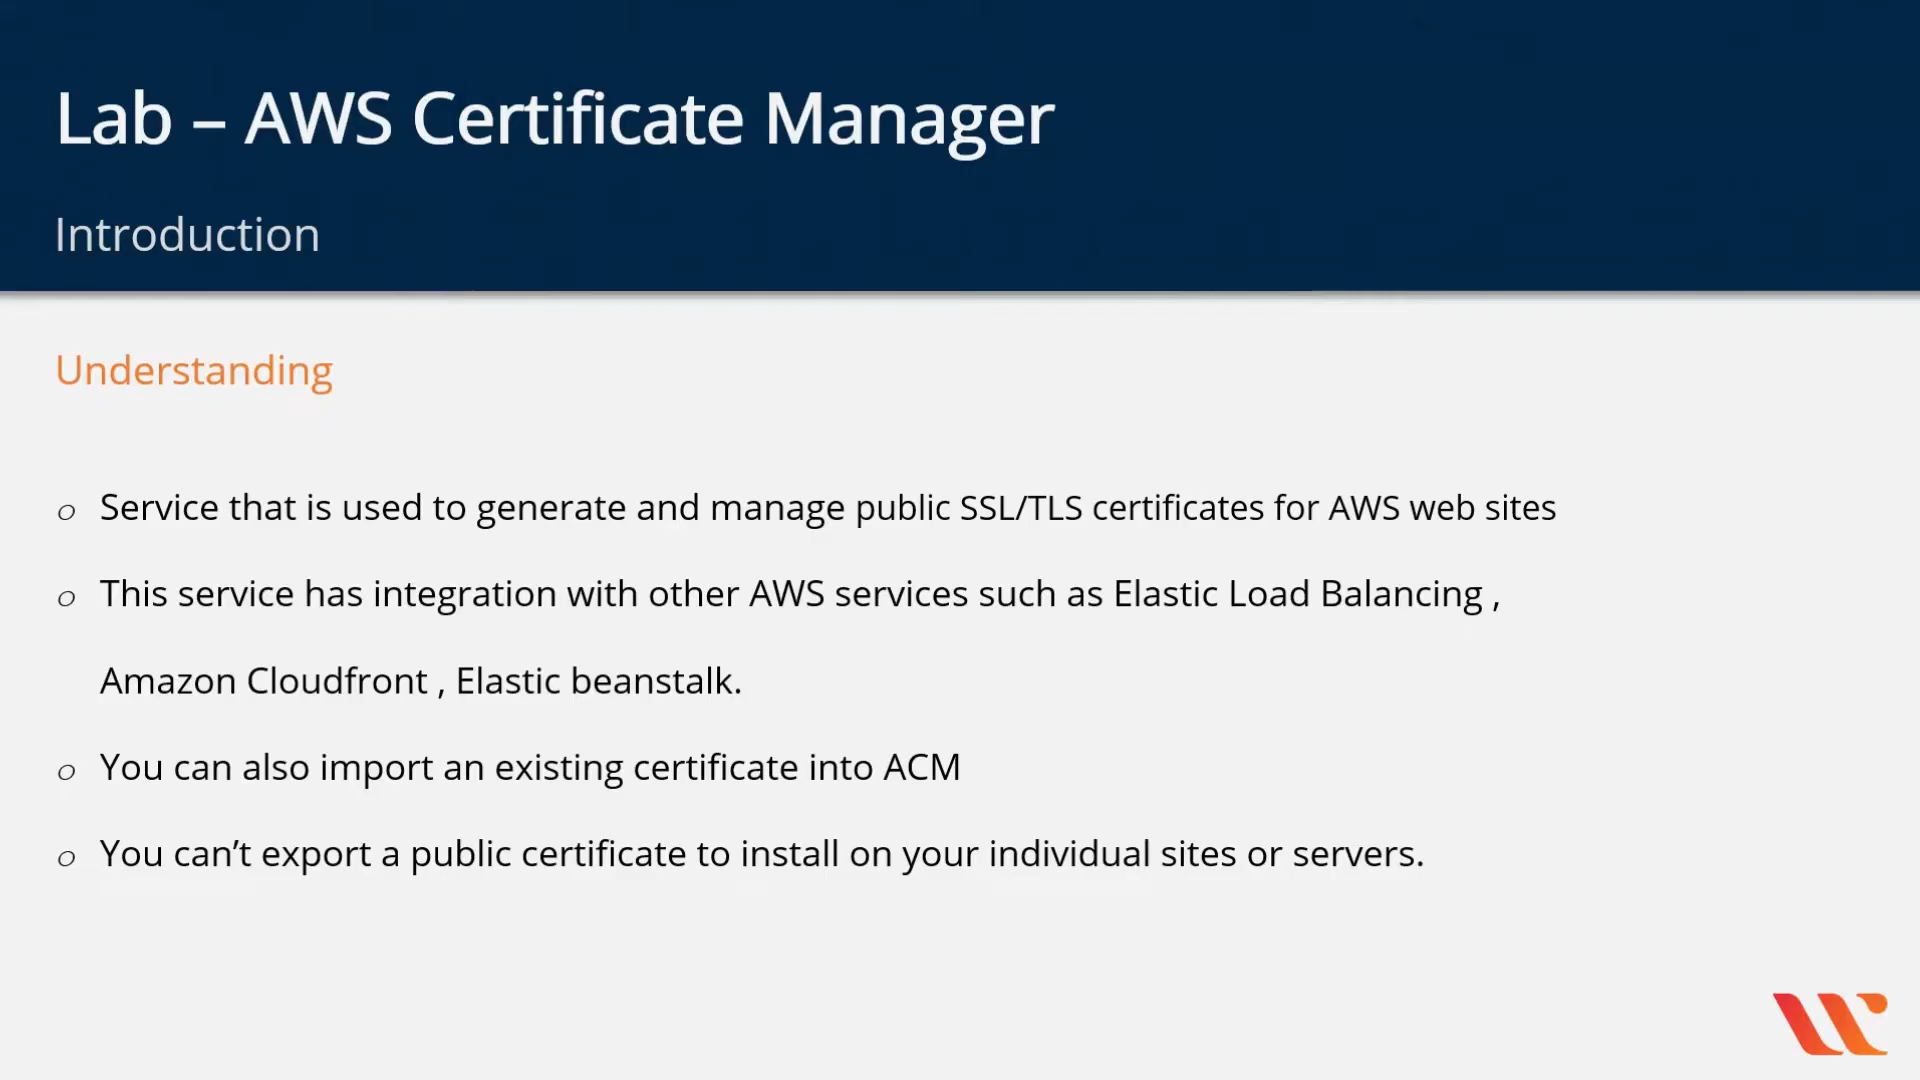 Lab – AWS Certificate Manager
Introduction
Understanding
o Service that is used to generate and manage public SSL/TLS certificates for AWS web sites
o This service has integration with other AWS services such as Elastic Load Balancing ,
Amazon Cloudfront , Elastic beanstalk.
o You can also import an existing certificate into ACM
o You can’t export a public certificate to install on your individual sites or servers.